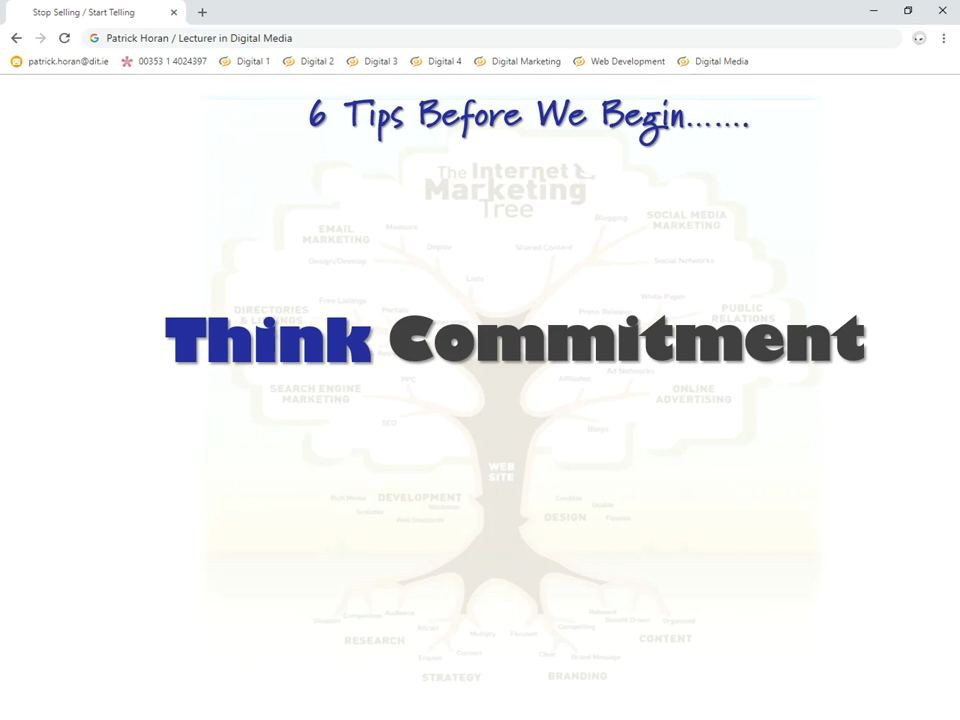 Stop Selling / Start Telling
Patrick Horan / Lecturer in Digital Media
patrick.horan@dit.ie 00353 1 4024397 Digital 1 Digital 2 Digital 3 Digital 4 Digital Marketing Web Development Digital Media
6 Tips Before We Begin.......
The Internet
Marketing
Tree
EMAIL
MARKETING
Measure
Deploy
Design/Develop
Lists
Blogging
SOCIAL MEDIA
MARKETING
Shared Content
Social Networks
DIRECTORIES
& LISTINGS
Free Listings
Portals
White Paper
Press Release
PUBLIC
RELATIONS
Think Commitment
SEARCH ENGINE
MARKETING
PPC
SEO
Affiliates
Ad Networks
ONLINE
ADVERTISING
Blogs
WEB
SITE
Rich Media
DEVELOPMENT
Web Standards
Credible
Usable
DESIGN
Flexible
Competition
Audience
RESEARCH
Attract
Engage
Convert
Multiply
STRATEGY
Focused
Clear
Brand Message
BRANDING
Relevant
Compelling
Benefit Driven
Organized
CONTENT